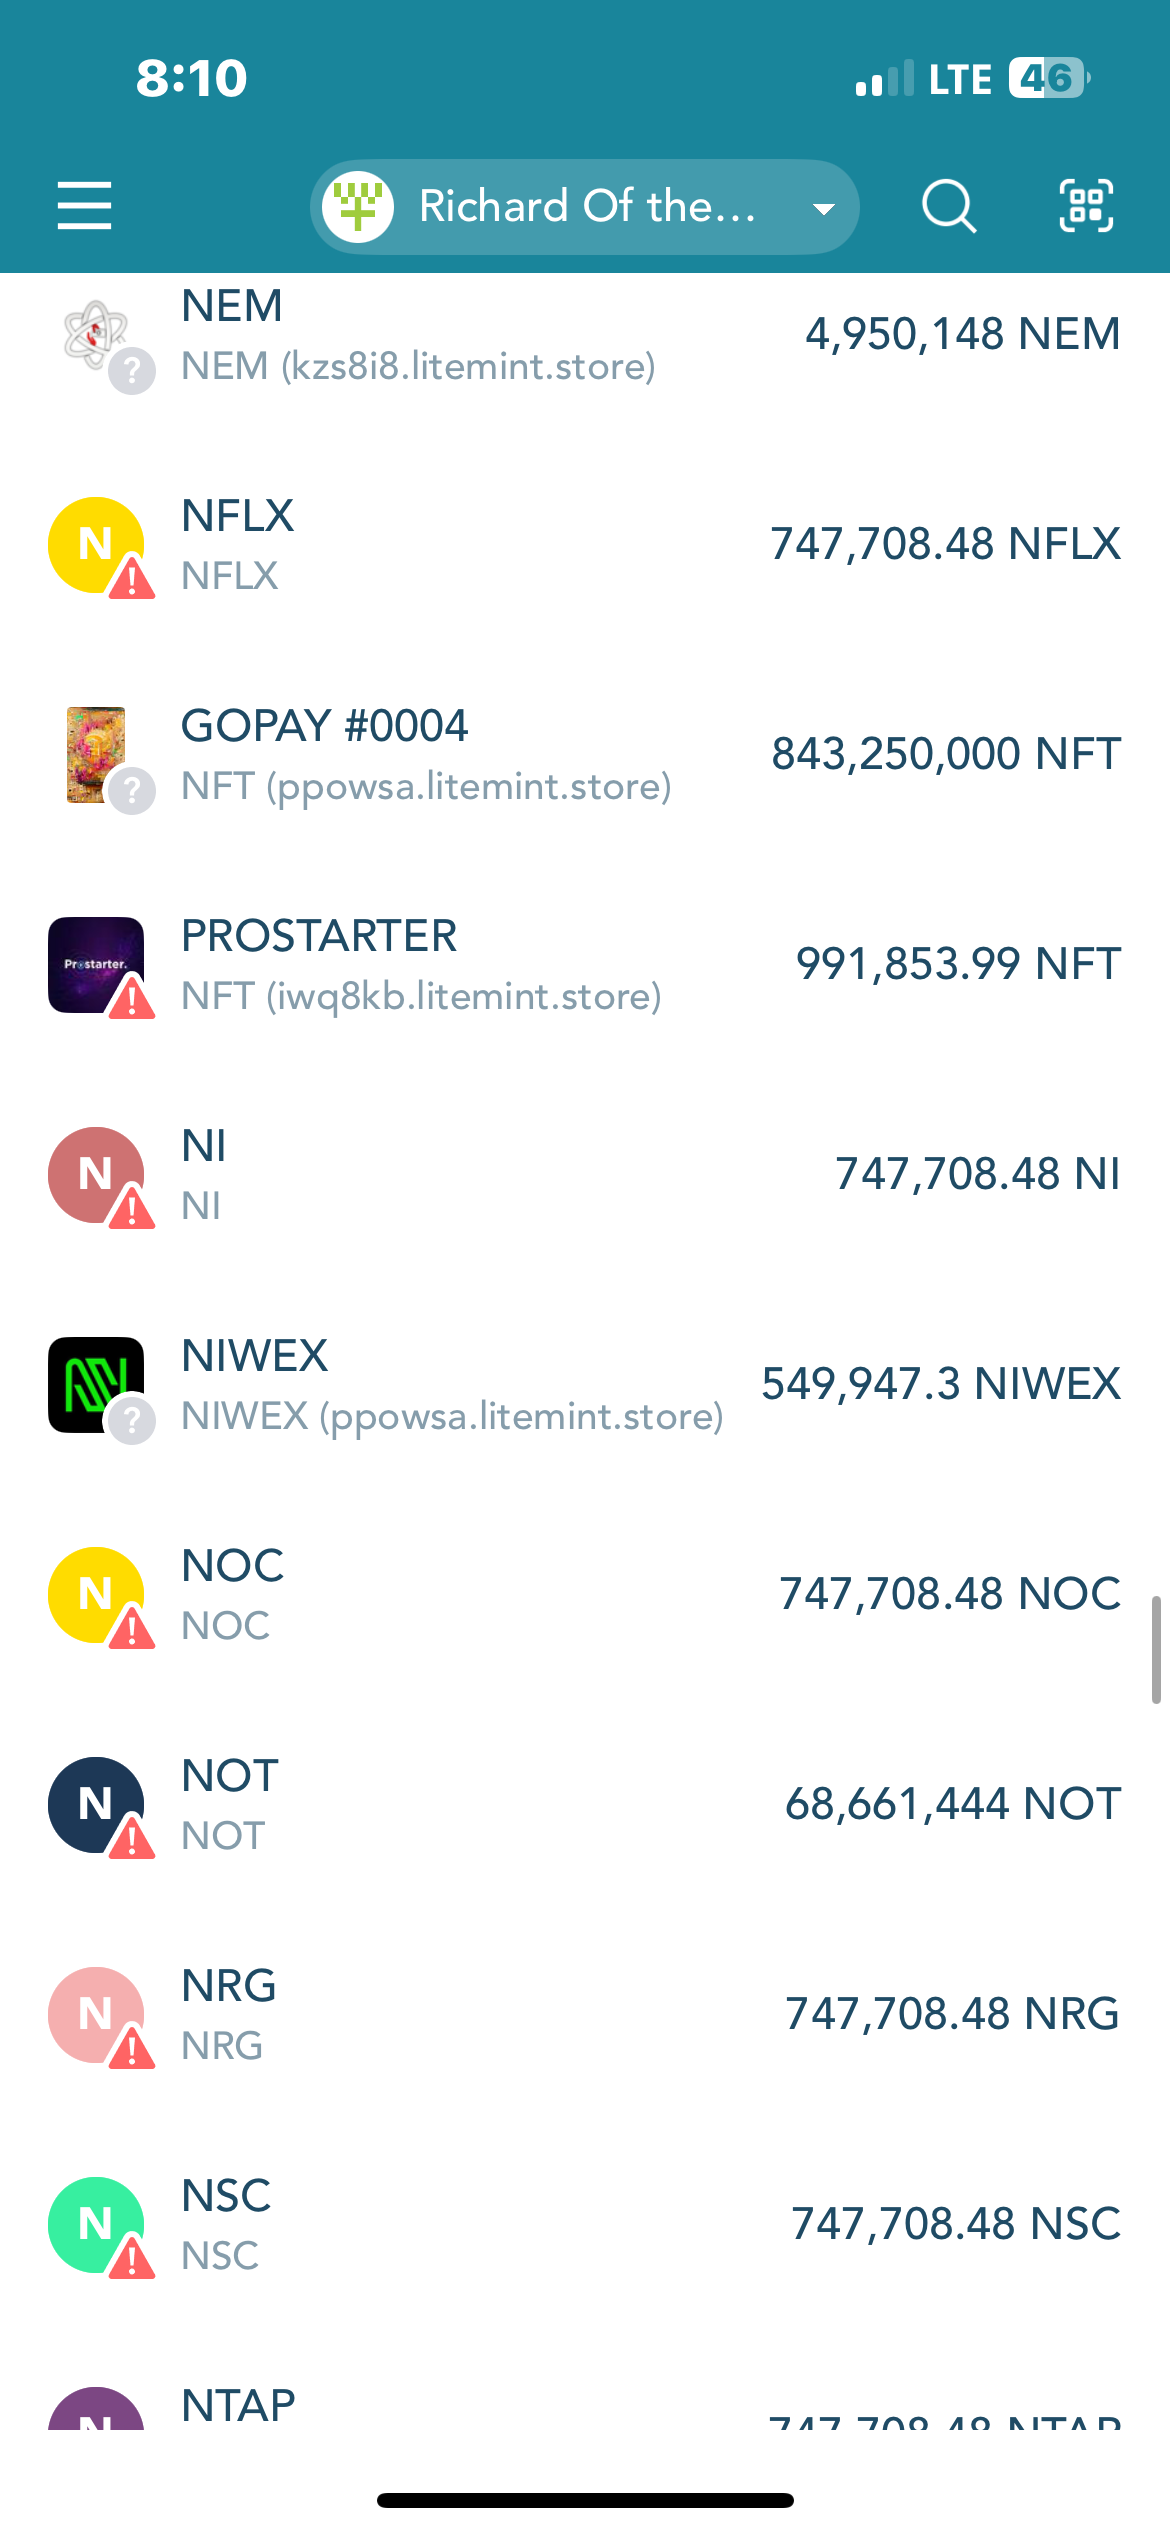 8:10
LTE 46
Richard Of the...
NEM
NEM (kzs8i8.litemint.store)
4,950,148 NEM
N
NFLX
NFLX
747,708.48 NFLX
GOPAY #0004
NFT (ppowsa.litemint.store)
843,250,000 NFT
Prostarter.
PROSTARTER
NFT (iwq8kb.litemint.store)
991,853.99 NFT
N
NI
NI
747,708.48 NI
NIWEX
NIWEX (ppowsa.litemint.store)
549,947.3 NIWEX
N
NOC
NOC
747,708.48 NOC
N
NOT
NOT
68,661,444 NOT
N
NRG
NRG
747,708.48 NRG
N
NSC
NSC
747,708.48 NSC
N
NTAP
747,708.48 NTAP